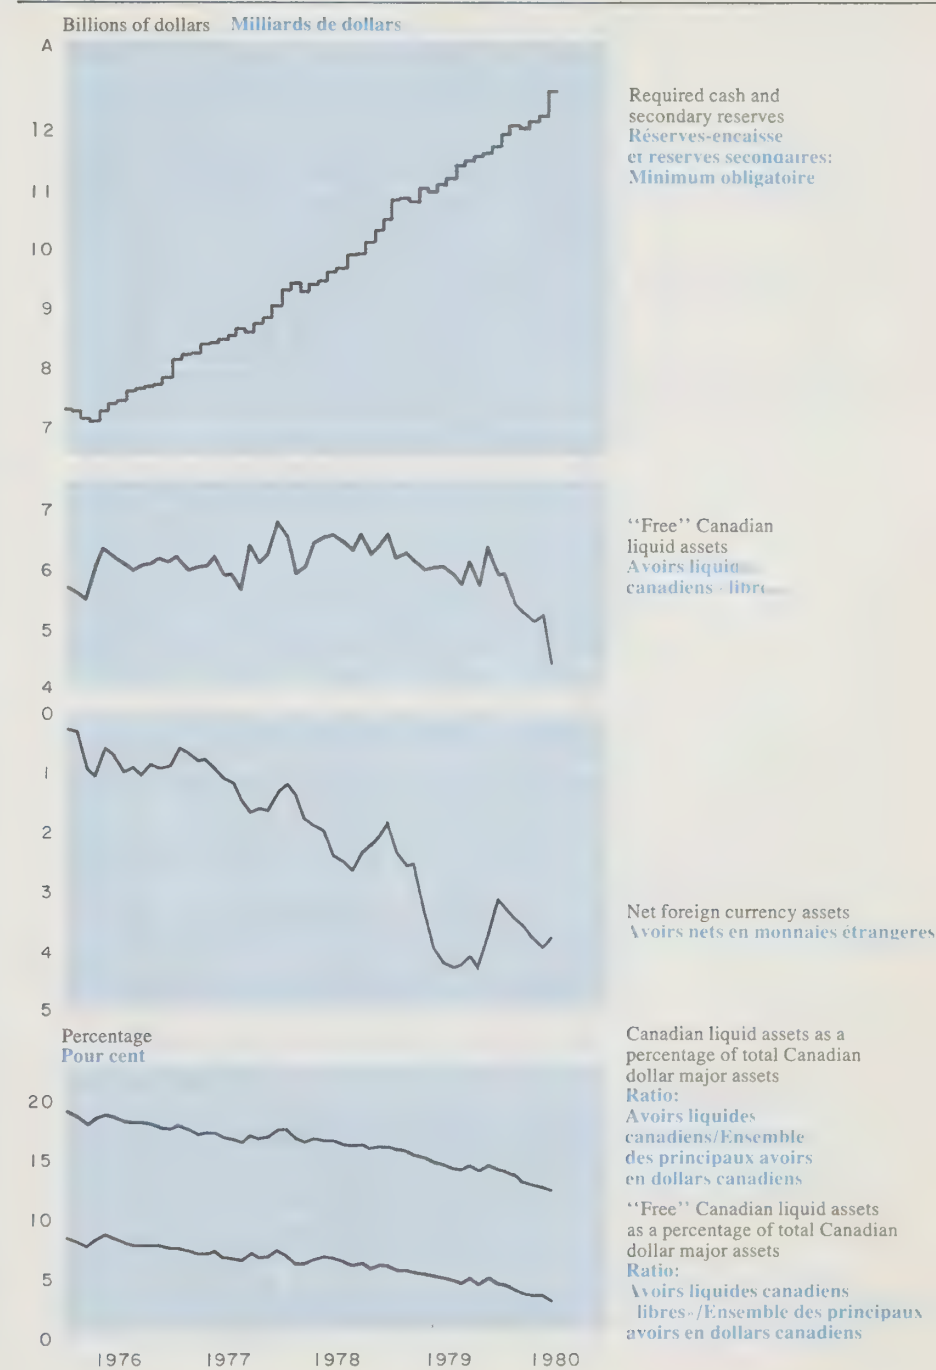 Billions of dollars Milliards de dollars
A
12
11
10
9
8
7
Required cash and
secondary reserves
Réserves-encaisse
et reserves secondaires:
Minimum obligatoire
7
6
5
4
"Free" Canadian
liquid assets
Avoirs
canadiens -
0
1
2
3
4
5
Net foreign currency assets
Avoirs nets en monnaies étrangeres
Percentage
Pour cent
20
15
10
5
0
Canadian liquid assets as a
percentage of total Canadian
dollar major assets
Ratio:
Avoirs liquides
canadiens/Ensemble
des principaux avoirs
en dollars canadiens
"Free" Canadian liquid assets
as a percentage of total Canadian
dollar major assets
Ratio:
Avoirs liquides canadiens
libres-/Ensemble des principaux
avoirs en dollars canadiens
1976 1977 1978 1979 1980